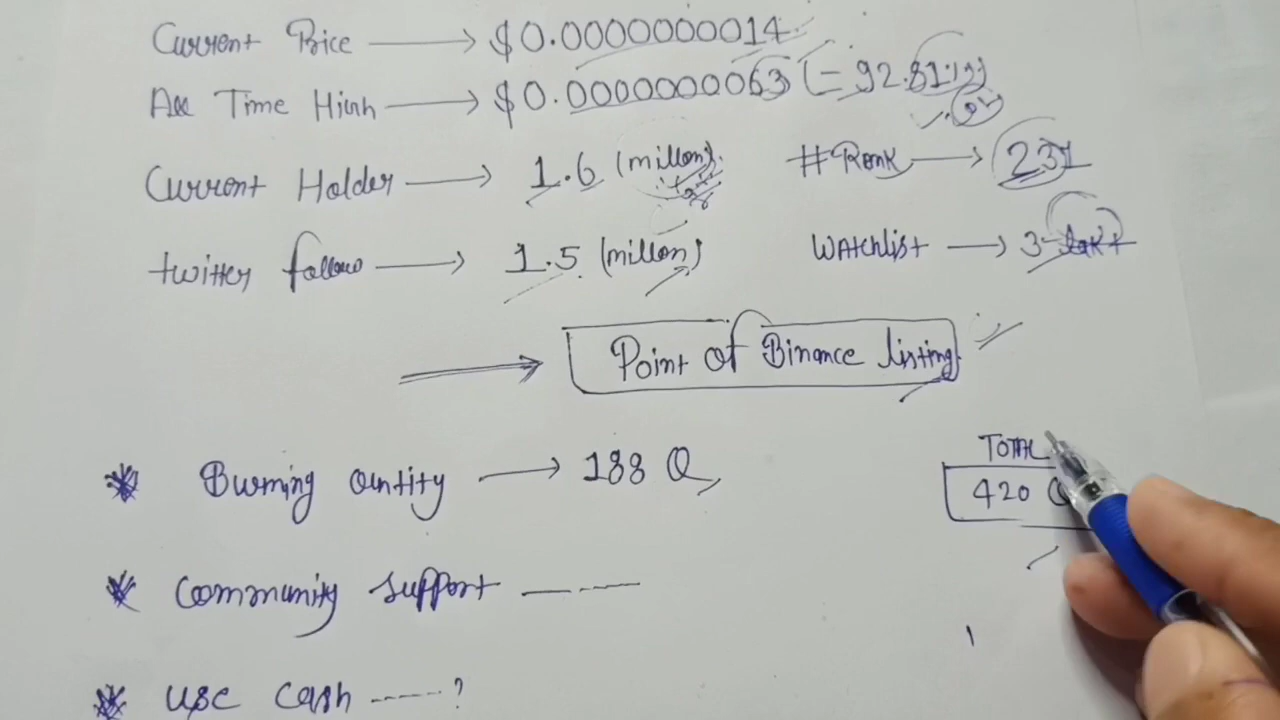 Current Price → $0.0000000014
All Time High → $0.0000000063 (= 92.81.%)
Current Holder → 1.6 (millon) #Rank → 231
twitter follow → 1.5 (millon) WAtchlist → 3-lakt
→ Point of Binance listing
TOTAL
* Burning Quntity → 188 Q 420 Q
* Community support -----
* use cash ----- ?